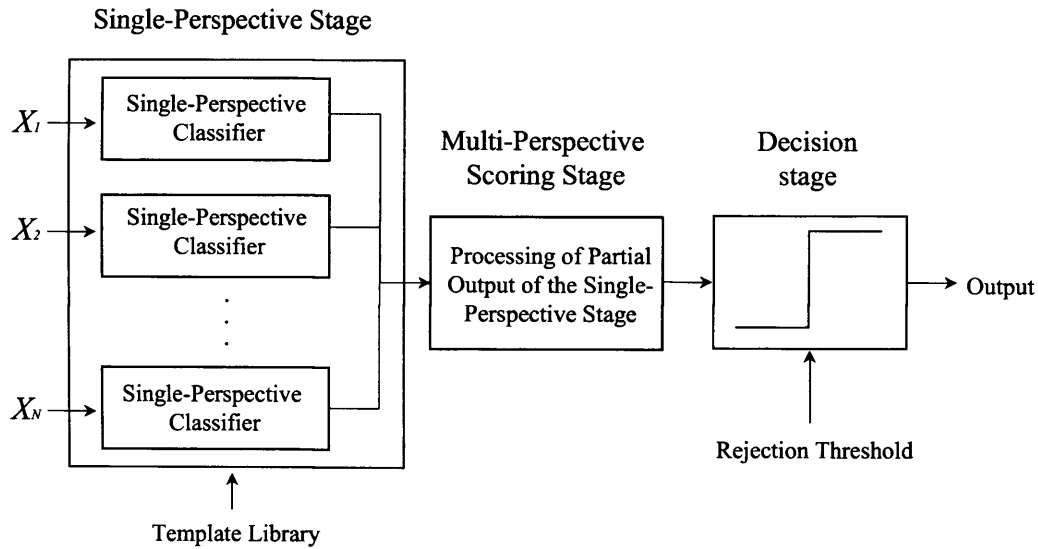 Single-Perspective Stage
X1
Single-Perspective
Classifier
X2
Single-Perspective
Classifier
XN
Single-Perspective
Classifier
Template Library
Multi-Perspective
Scoring Stage
Processing of Partial
Output of the Single-
Perspective Stage
Decision
stage
Rejection Threshold
Output